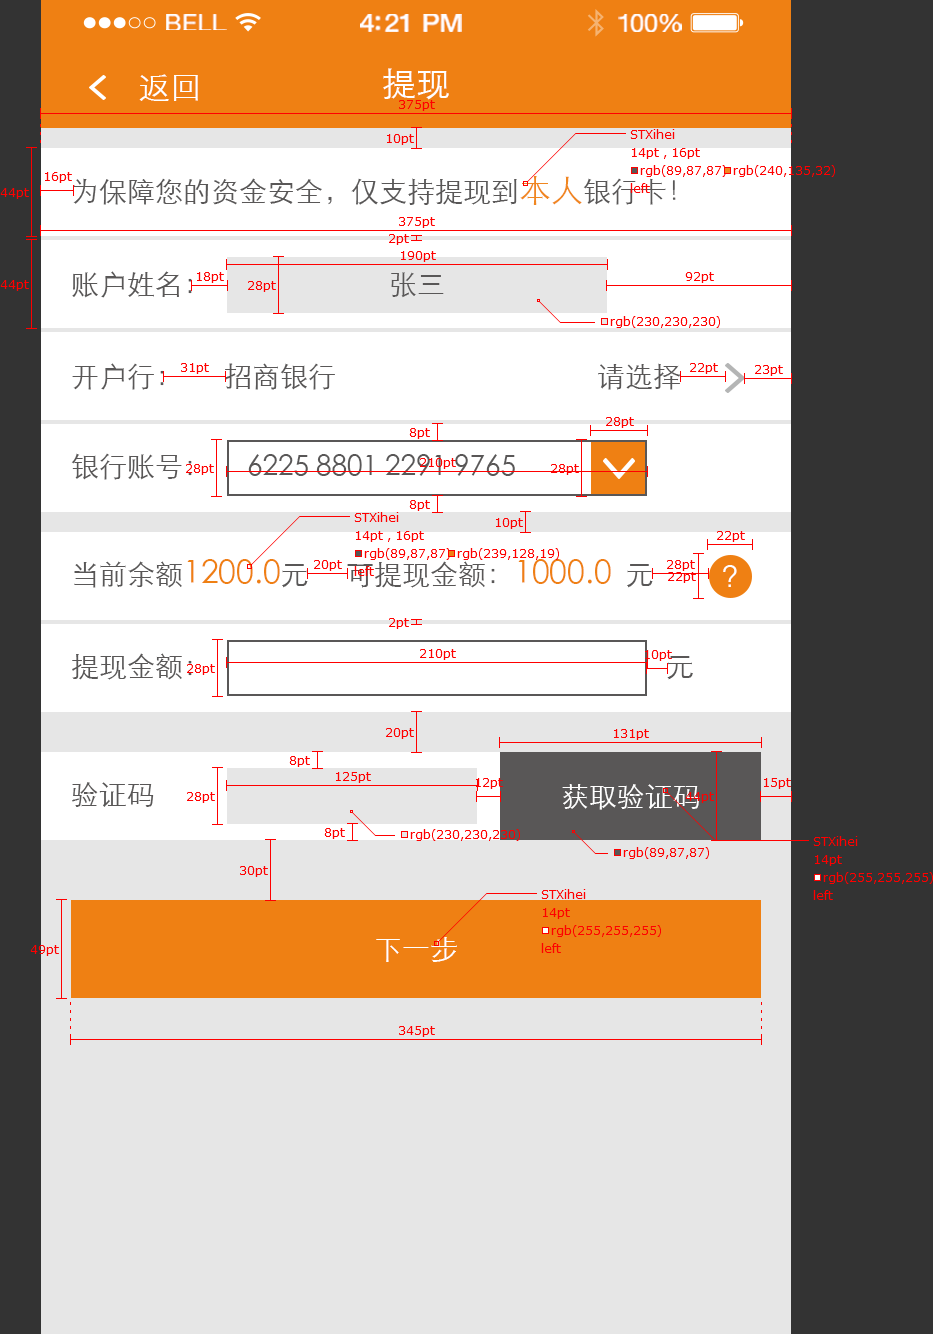 BELL 4:21 PM 100%
返回 提现
375pt
10pt
STXihei
14pt , 16pt
rgb(89,87,87) rgb(240,135,32)
left
16pt
44pt
为保障您的资金安全，仅支持提现到本人银行卡！
375pt
2pt
190pt
44pt
账户姓名：
18pt
28pt
张三
92pt
rgb(230,230,230)
开户行：
31pt
招商银行
请选择
22pt
23pt
8pt
28pt
银行账号：
28pt
6225 8801 2291 9765
210pt
28pt
8pt
10pt
STXihei
14pt , 16pt
rgb(89,87,87) rgb(239,128,19)
left
22pt
当前余额1200.0元
20pt
可提现金额：1000.0 元
28pt
22pt
?
2pt
提现金额：
28pt
210pt
10pt
元
20pt
131pt
8pt
验证码
28pt
125pt
12pt
获取验证码
44pt
15pt
8pt
rgb(230,230,230)
rgb(89,87,87)
STXihei
14pt
rgb(255,255,255)
left
30pt
STXihei
14pt
rgb(255,255,255)
left
49pt
下一步
345pt